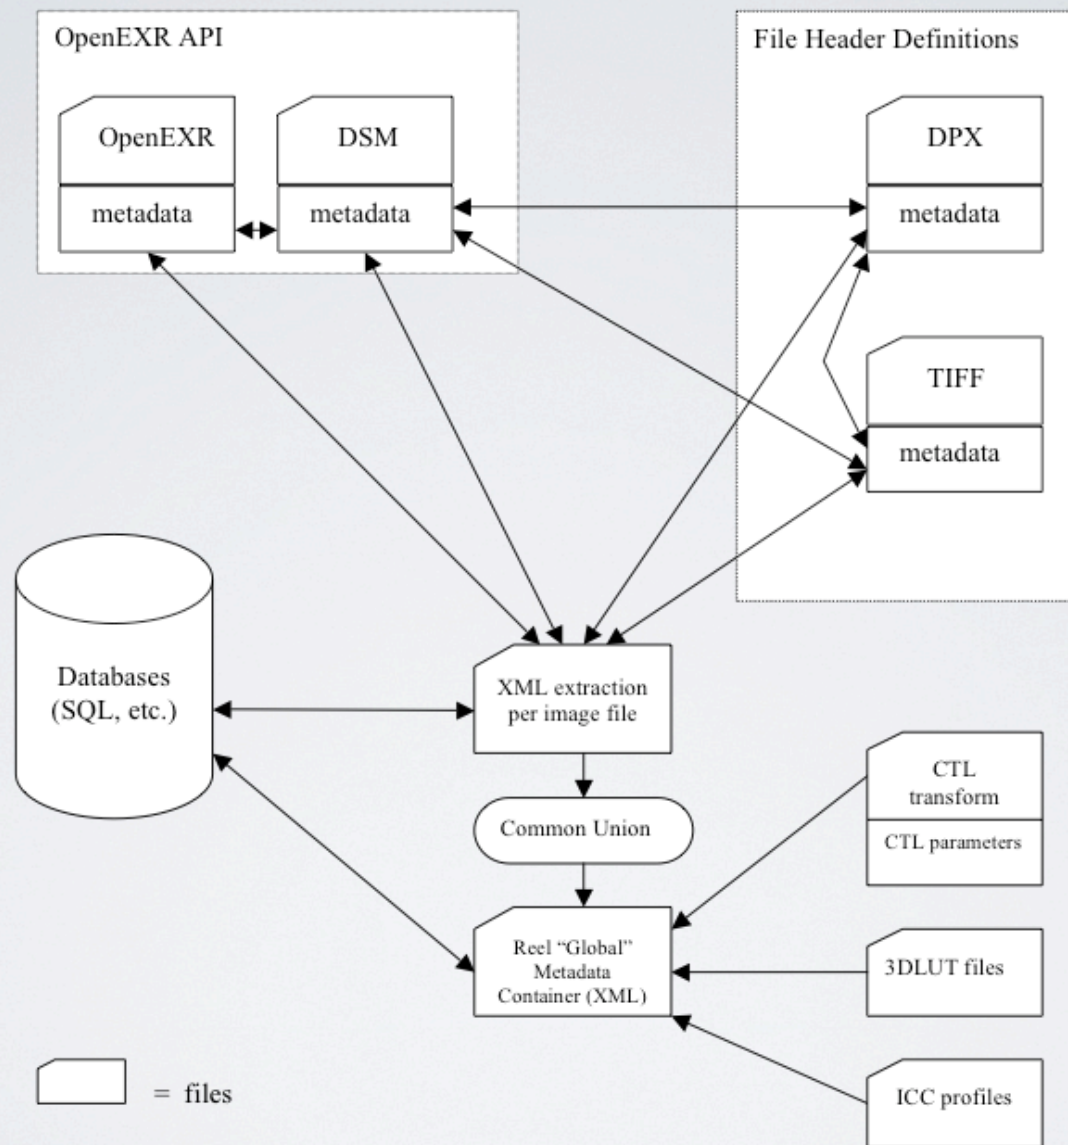 OpenEXR API
File Header Definitions
OpenEXR
DSM
DPX
metadada
metadata
metadata
TIFF
metadata
Databases
(SQL, etc.)
XML extraction
per image file
CTL
transform
CTL parameters
Common Union
Reel “Global”
Metadata
Container (XML)
3DLUT files
ICC profiles
= files